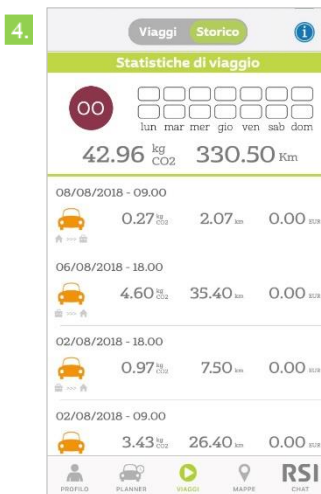 4.
Viaggi Storico i
Statistiche di viaggio
00
lun mar mer gio ven sab dom
42.96 kg CO2 330.50 Km
08/08/2018 - 09.00
0.27 kg CO2 2.07 km 0.00 EUR
06/08/2018 - 18.00
4.60 kg CO2 35.40 km 0.00 EUR
02/08/2018 - 18.00
0.97 kg CO2 7.50 km 0.00 EUR
02/08/2018 - 09.00
3.43 kg CO2 26.40 km 0.00 EUR
RSI
PROFILO PLANNER VIAGGI MAPPE CHAT